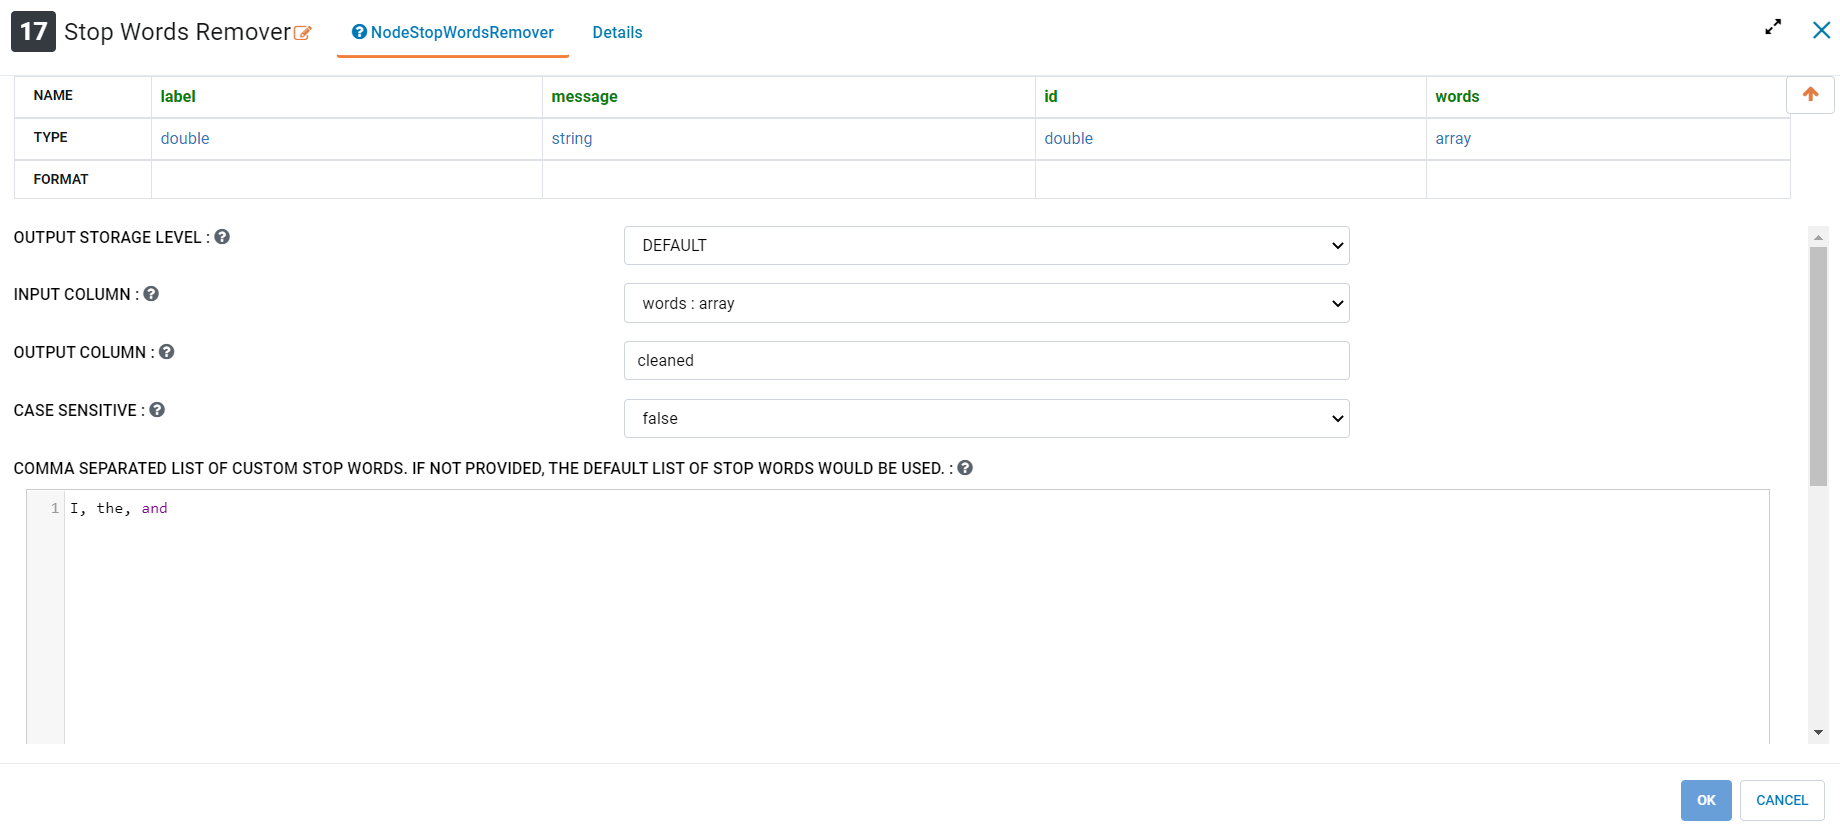 17 Stop Words Remover NodeStopWordsRemover Details
NAME label message id words
TYPE double string double array
FORMAT
OUTPUT STORAGE LEVEL : DEFAULT
INPUT COLUMN : words : array
OUTPUT COLUMN : cleaned
CASE SENSITIVE : false
COMMA SEPARATED LIST OF CUSTOM STOP WORDS. IF NOT PROVIDED, THE DEFAULT LIST OF STOP WORDS WOULD BE USED. :
1 I, the, and
OK CANCEL